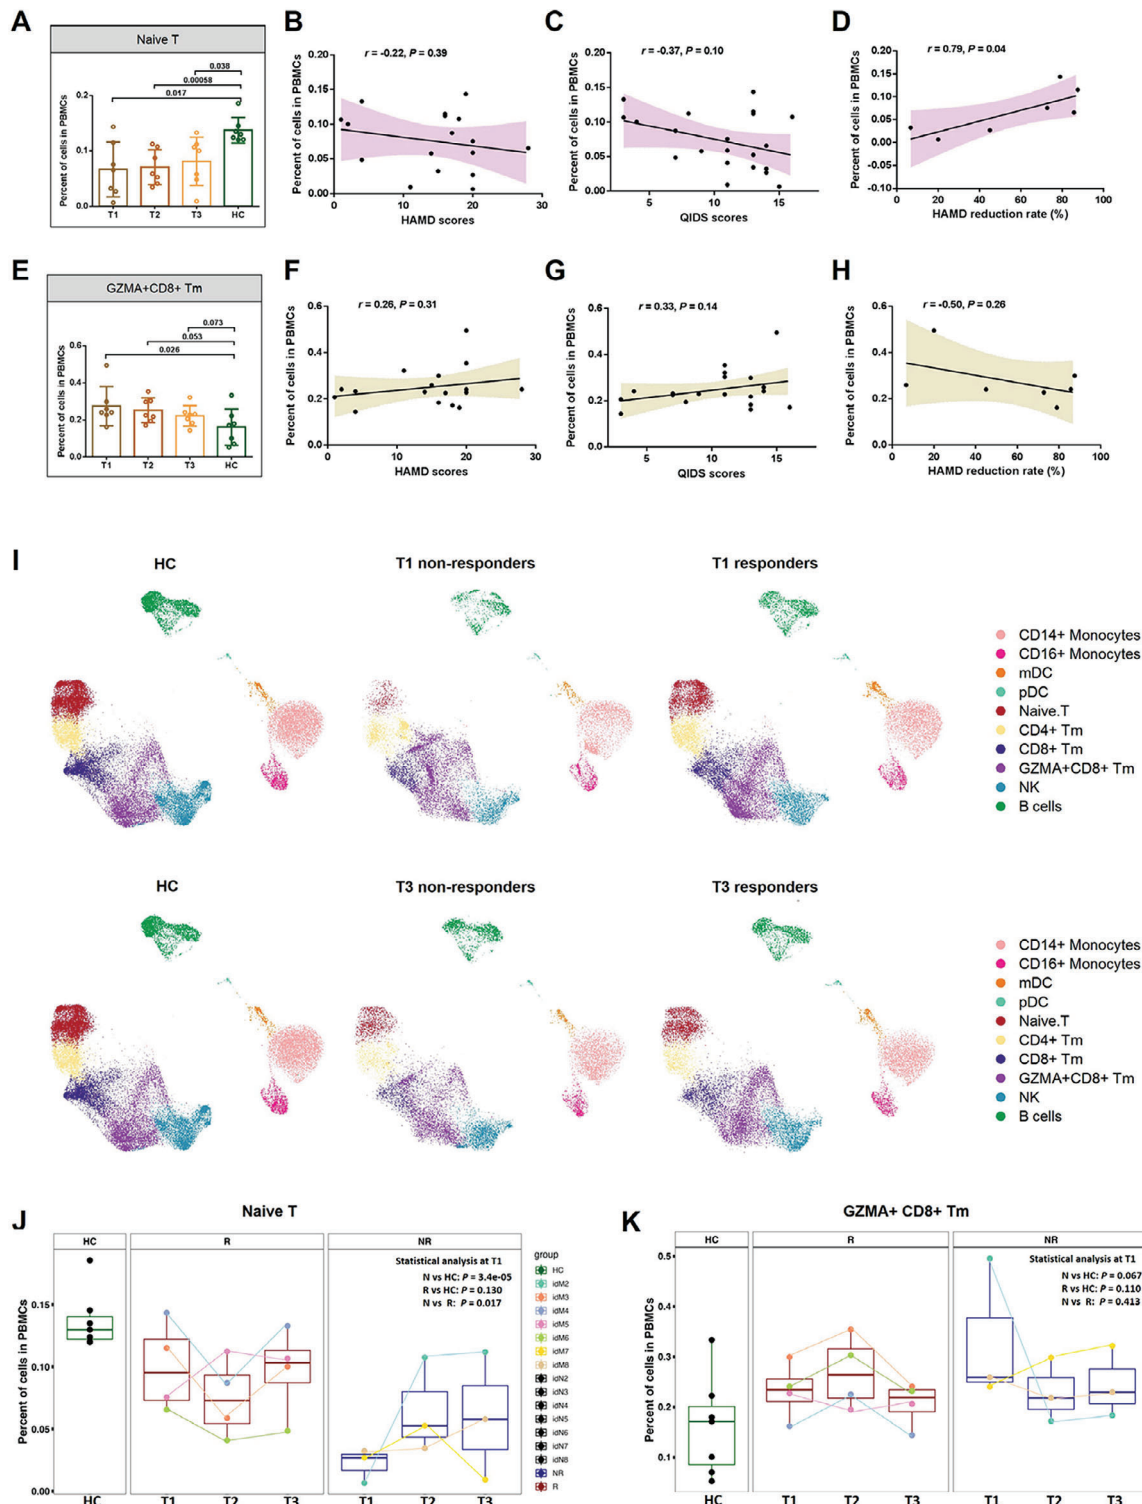 A
Naive T
0.038
0.00058
0.017
Percent of cells in PBMCs
0.2
0.1
0.0
T1 T2 T3 HC
B
r = -0.22, P = 0.39
Percent of cells in PBMCs
0.20
0.15
0.10
0.05
0.00
0 10 20 30
HAMD scores
C
r = -0.37, P = 0.10
Percent of cells in PBMCs
0.20
0.15
0.10
0.05
0.00
5 10 15
QIDS scores
D
r = 0.79, P = 0.04
Percent of cells in PBMCs
0.20
0.15
0.10
0.05
0.00
-0.05
-0.10
0 20 40 60 80 100
HAMD reduction rate (%)
E
GZMA+CD8+ Tm
0.073
0.053
0.026
Percent of cells in PBMCs
0.6
0.4
0.2
0.0
T1 T2 T3 HC
F
r = 0.26, P = 0.31
Percent of cells in PBMCs
0.6
0.4
0.2
0.0
0 10 20 30
HAMD scores
G
r = 0.33, P = 0.14
Percent of cells in PBMCs
0.6
0.4
0.2
0.0
5 10 15
QIDS scores
H
r = -0.50, P = 0.26
Percent of cells in PBMCs
0.6
0.4
0.2
0.0
0 20 40 60 80 100
HAMD reduction rate (%)
I
HC
T1 non-responders
T1 responders
CD14+ Monocytes
CD16+ Monocytes
mDC
pDC
Naive.T
CD4+ Tm
CD8+ Tm
GZMA+CD8+ Tm
NK
B cells
HC
T3 non-responders
T3 responders
CD14+ Monocytes
CD16+ Monocytes
mDC
pDC
Naive.T
CD4+ Tm
CD8+ Tm
GZMA+CD8+ Tm
NK
B cells
J
Naive T
HC R NR
Statistical analysis at T1
N vs HC: P = 3.4e-05
R vs HC: P = 0.130
N vs R: P = 0.017
Percent of cells in PBMCs
0.15
0.10
0.05
0.00
HC T1 T2 T3 T1 T2 T3
group
HC
idM2
idM3
idM4
idM5
idM6
idM7
idM8
idN2
idN3
idN4
idN5
idN6
idN7
idN8
NR
R
K
GZMA+ CD8+ Tm
HC R NR
Statistical analysis at T1
N vs HC: P = 0.067
R vs HC: P = 0.110
N vs R: P = 0.413
Percent of cells in PBMCs
0.5
0.4
0.3
0.2
0.1
HC T1 T2 T3 T1 T2 T3